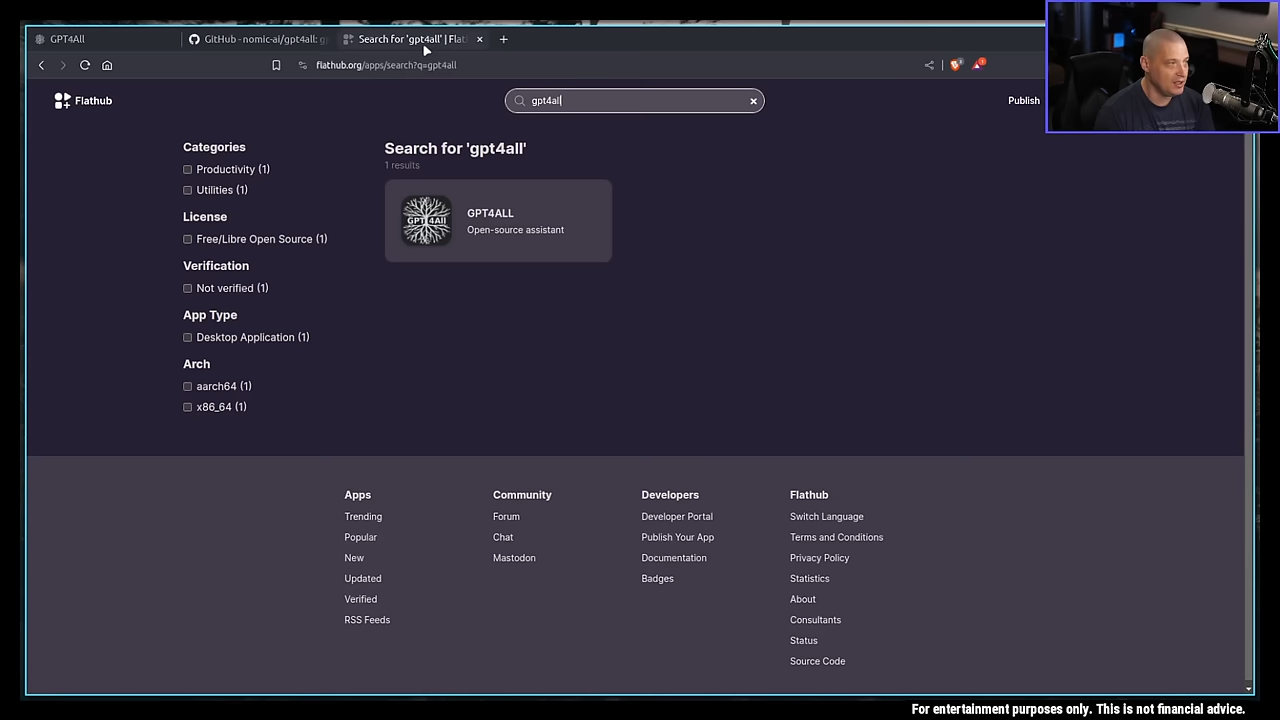 GPT4All
GitHub - nomic-ai/gpt4all: g
Search for 'gpt4all' | Flat
flathub.org/apps/search?q=gpt4all
Flathub
gpt4all
Publish
Categories
Productivity (1)
Utilities (1)
License
Free/Libre Open Source (1)
Verification
Not verified (1)
App Type
Desktop Application (1)
Arch
aarch64 (1)
x86_64 (1)
Search for 'gpt4all'
1 results
GPT4All
GPT4ALL
Open-source assistant
Apps
Trending
Popular
New
Updated
Verified
RSS Feeds
Community
Forum
Chat
Mastodon
Developers
Developer Portal
Publish Your App
Documentation
Badges
Flathub
Switch Language
Terms and Conditions
Privacy Policy
Statistics
About
Consultants
Status
Source Code
For entertainment purposes only. This is not financial advice.